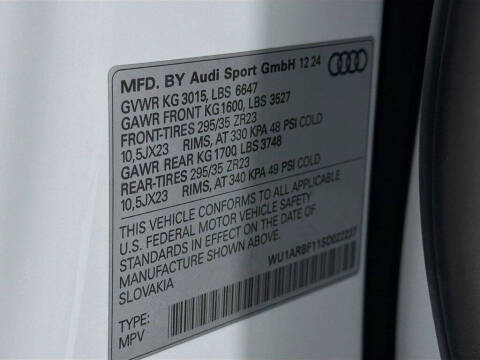 MFD. BY Audi Sport GmbH 12 24
GVWR KG 3015, LBS 6647
GAWR FRONT KG1600, LBS 3527
FRONT-TIRES 295/35 ZR23
10,5JX23 RIMS, AT 330 KPA 48 PSI COLD
GAWR REAR KG1700, LBS 3748
REAR-TIRES 295/35 ZR23
10,5JX23 RIMS, AT 340 KPA 49 PSI COLD
THIS VEHICLE CONFORMS TO ALL APPLICABLE
U.S. FEDERAL MOTOR VEHICLE SAFETY
STANDARDS IN EFFECT ON THE DATE OF
MANUFACTURE SHOWN ABOVE.
SLOVAKIA
WU1ARBF11SD022237
TYPE:
MPV